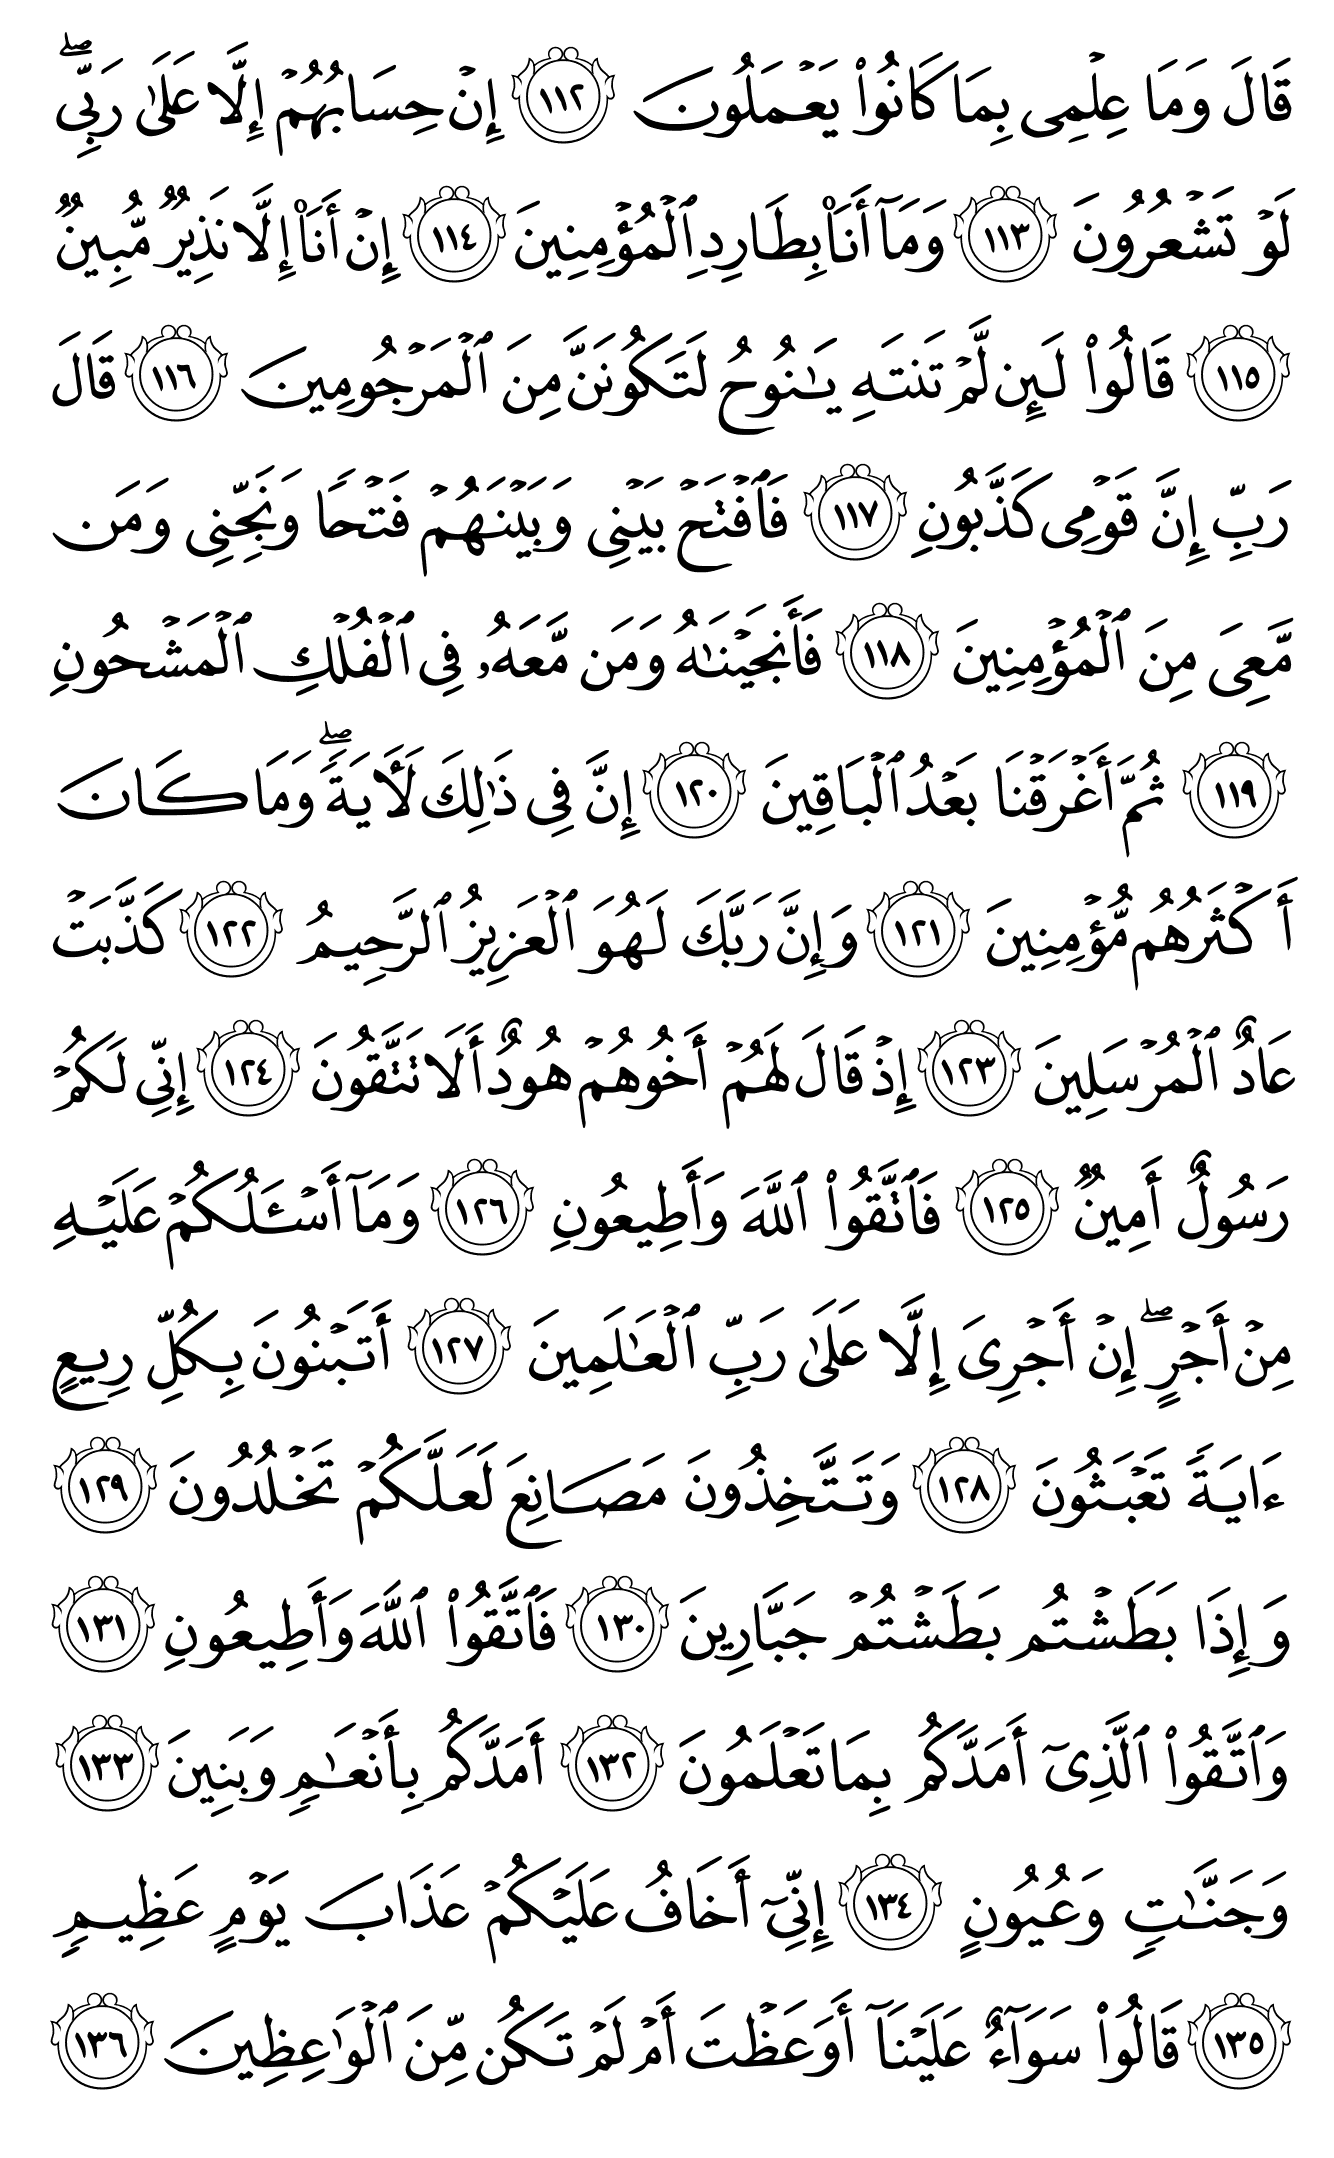 قَالَ وَمَا عِلۡمِي بِمَا كَانُواْ يَعۡمَلُونَ ١١٢ إِنۡ حِسَابُهُمۡ إِلَّا عَلَىٰ رَبِّيۖ
لَوۡ تَشۡعُرُونَ ١١٣ وَمَآ أَنَا۠ بِطَارِدِ ٱلۡمُؤۡمِنِينَ ١١٤ إِنۡ أَنَا۠ إِلَّا نَذِيرٞ مُّبِينٞ
١١٥ قَالُواْ لَئِن لَّمۡ تَنتَهِ يَٰنُوحُ لَتَكُونَنَّ مِنَ ٱلۡمَرۡجُومِينَ ١١٦ قَالَ
رَبِّ إِنَّ قَوۡمِي كَذَّبُونِ ١١٧ فَٱفۡتَحۡ بَيۡنِي وَبَيۡنَهُمۡ فَتۡحٗا وَنَجِّنِي وَمَن
مَّعِيَ مِنَ ٱلۡمُؤۡمِنِينَ ١١٨ فَأَنجَيۡنَٰهُ وَمَن مَّعَهُۥ فِي ٱلۡفُلۡكِ ٱلۡمَشۡحُونِ
١١٩ ثُمَّ أَغۡرَقۡنَا بَعۡدُ ٱلۡبَاقِينَ ١٢٠ إِنَّ فِي ذَٰلِكَ لَأٓيَةٗۖ وَمَا كَانَ
أَكۡثَرُهُم مُّؤۡمِنِينَ ١٢١ وَإِنَّ رَبَّكَ لَهُوَ ٱلۡعَزِيزُ ٱلرَّحِيمُ ١٢٢ كَذَّبَتۡ
عَادٌ ٱلۡمُرۡسَلِينَ ١٢٣ إِذۡ قَالَ لَهُمۡ أَخُوهُمۡ هُودٌ أَلَا تَتَّقُونَ ١٢٤ إِنِّي لَكُمۡ
رَسُولٌ أَمِينٞ ١٢٥ فَٱتَّقُواْ ٱللَّهَ وَأَطِيعُونِ ١٢٦ وَمَآ أَسۡـَٔلُكُمۡ عَلَيۡهِ
مِنۡ أَجۡرٍۖ إِنۡ أَجۡرِيَ إِلَّا عَلَىٰ رَبِّ ٱلۡعَٰلَمِينَ ١٢٧ أَتَبۡنُونَ بِكُلِّ رِيعٍ
ءَايَةٗ تَعۡبَثُونَ ١٢٨ وَتَتَّخِذُونَ مَصَانِعَ لَعَلَّكُمۡ تَخۡلُدُونَ ١٢٩
وَإِذَا بَطَشۡتُم بَطَشۡتُمۡ جَبَّارِينَ ١٣٠ فَٱتَّقُواْ ٱللَّهَ وَأَطِيعُونِ ١٣١
وَٱتَّقُواْ ٱلَّذِيٓ أَمَدَّكُم بِمَا تَعۡلَمُونَ ١٣٢ أَمَدَّكُم بِأَنۡعَٰمٖ وَبَنِينَ ١٣٣
وَجَنَّٰتٖ وَعُيُونٍ ١٣٤ إِنِّيٓ أَخَافُ عَلَيۡكُمۡ عَذَابَ يَوۡمٍ عَظِيمٖ
١٣٥ قَالُواْ سَوَآءٌ عَلَيۡنَآ أَوَعَظۡتَ أَمۡ لَمۡ تَكُن مِّنَ ٱلۡوَٰعِظِينَ ١٣٦